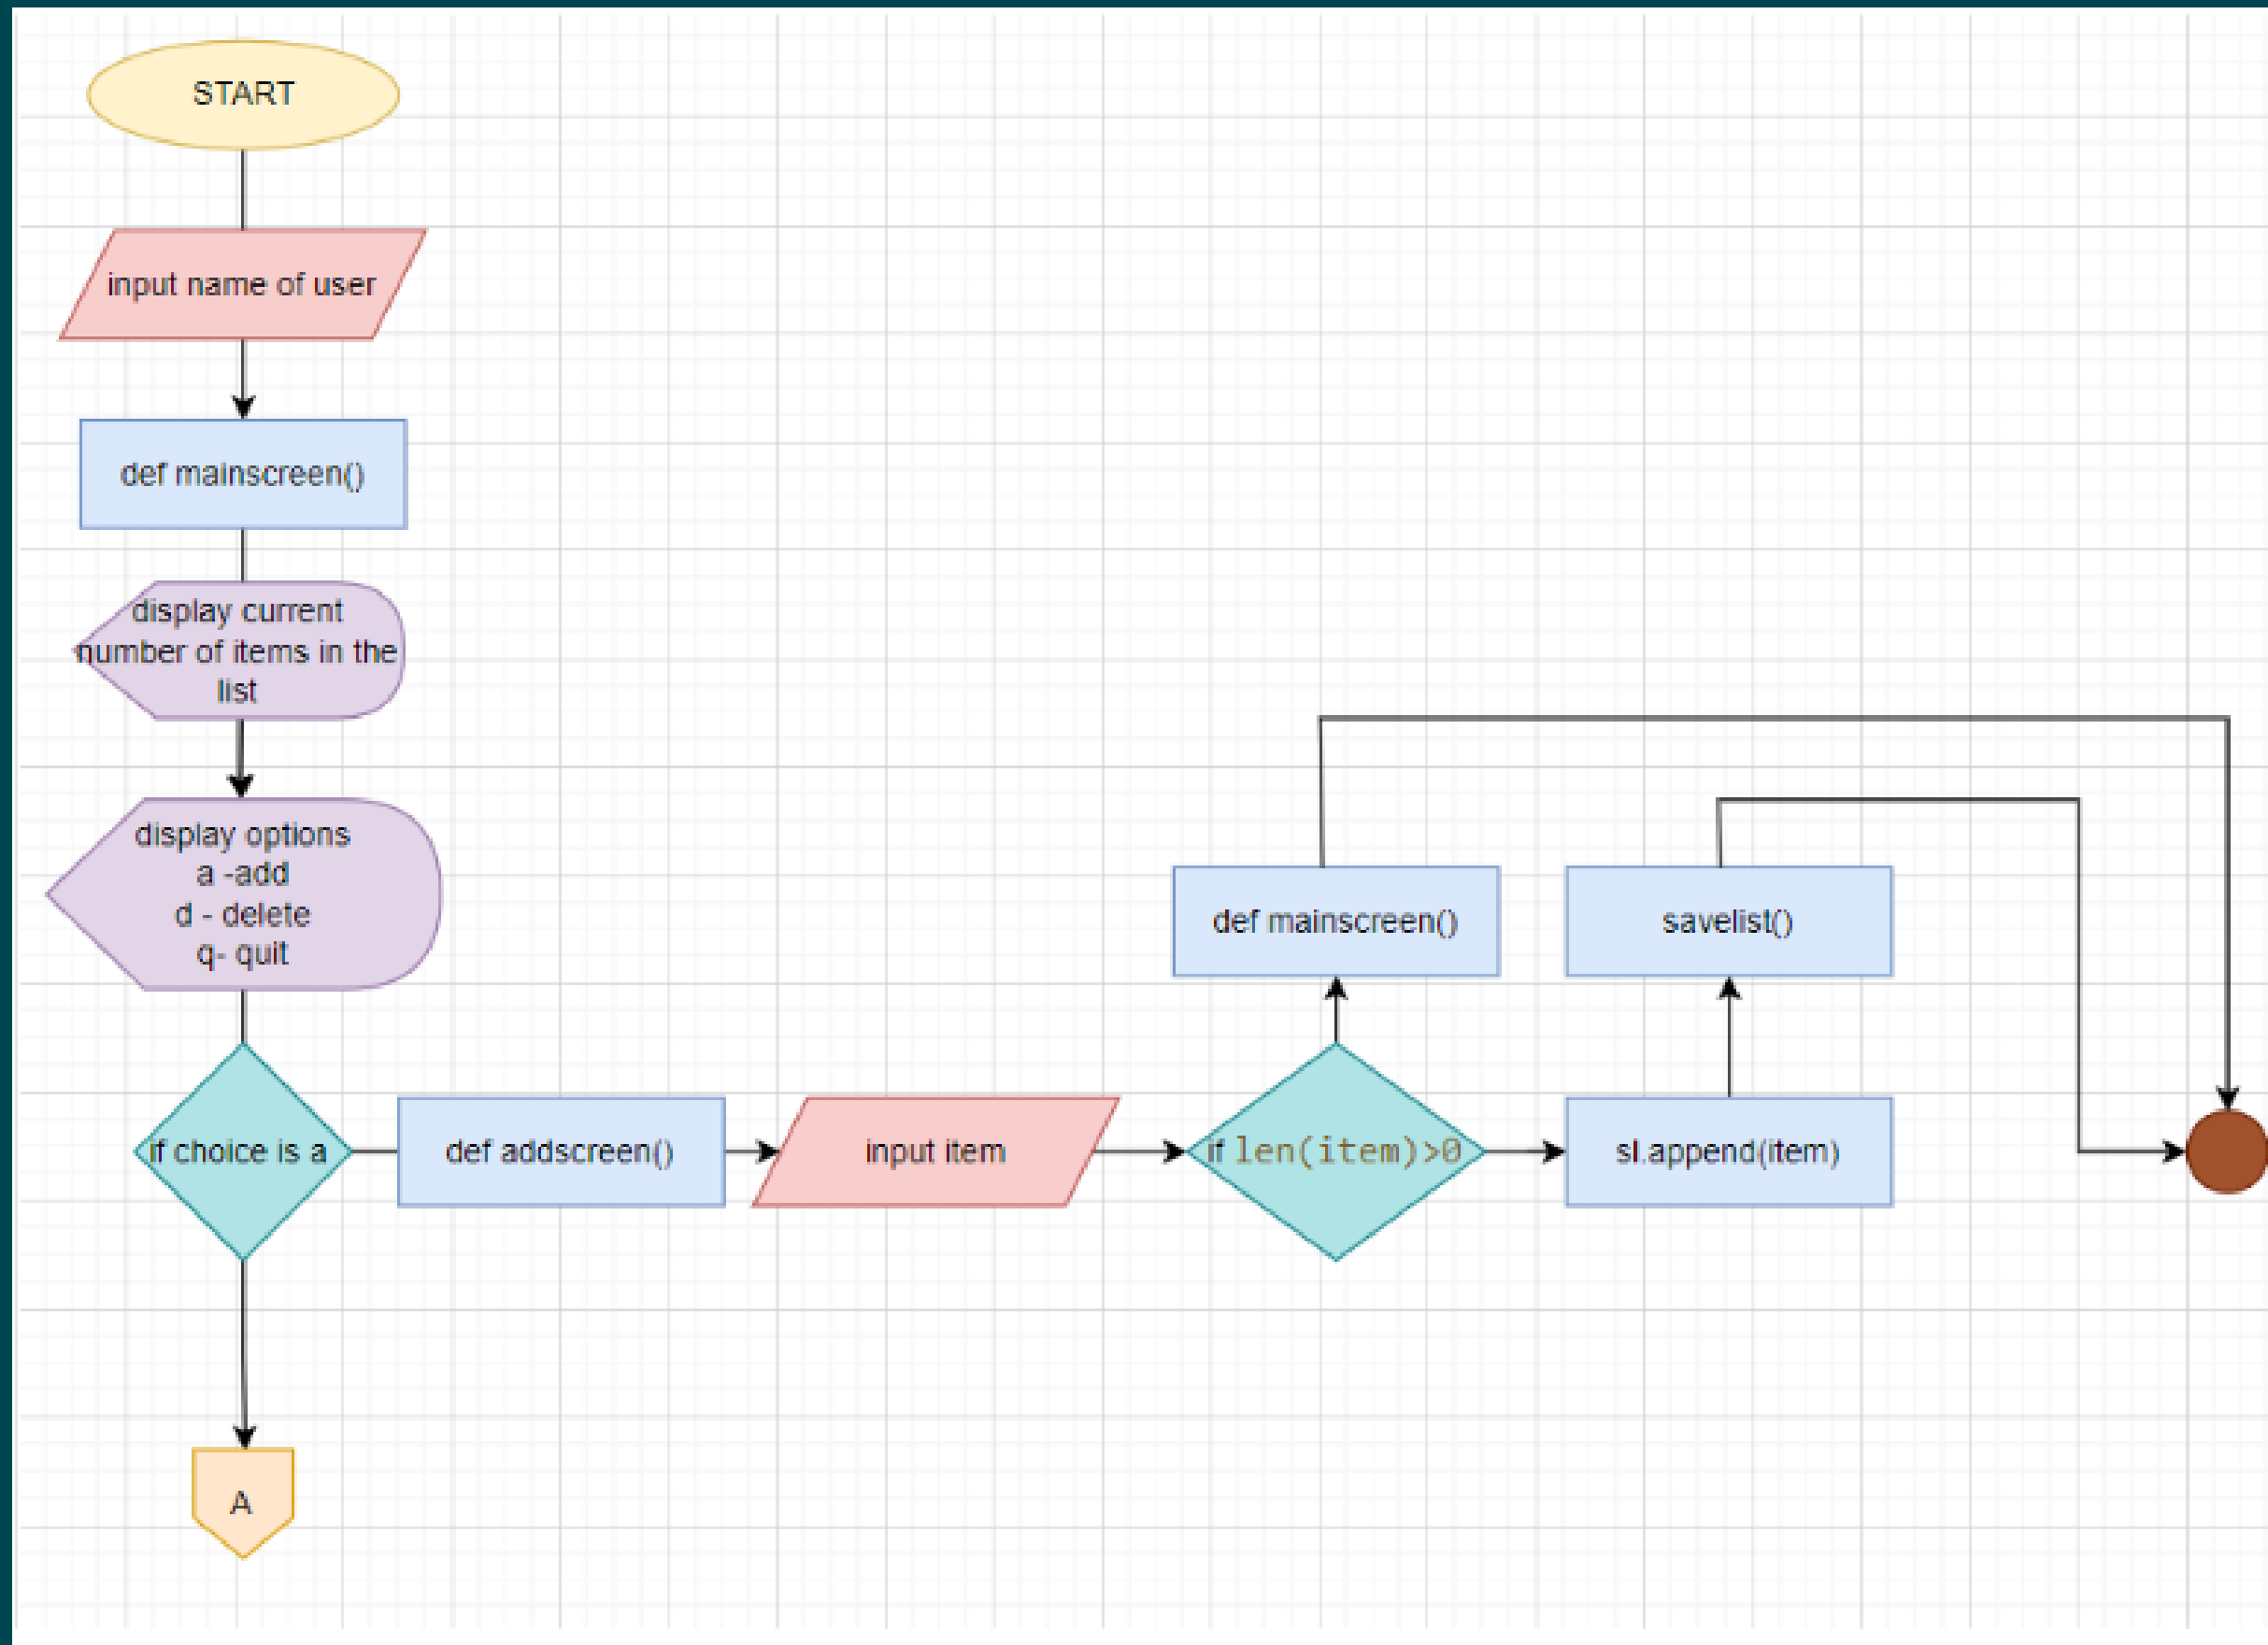 START
input name of user
def mainscreen()
display current
number of items in the
list
display options
a -add
d - delete
q- quit
def mainscreen()
savelist()
if choice is a
def addscreen()
input item
if len(item)>0
sl.append(item)
A